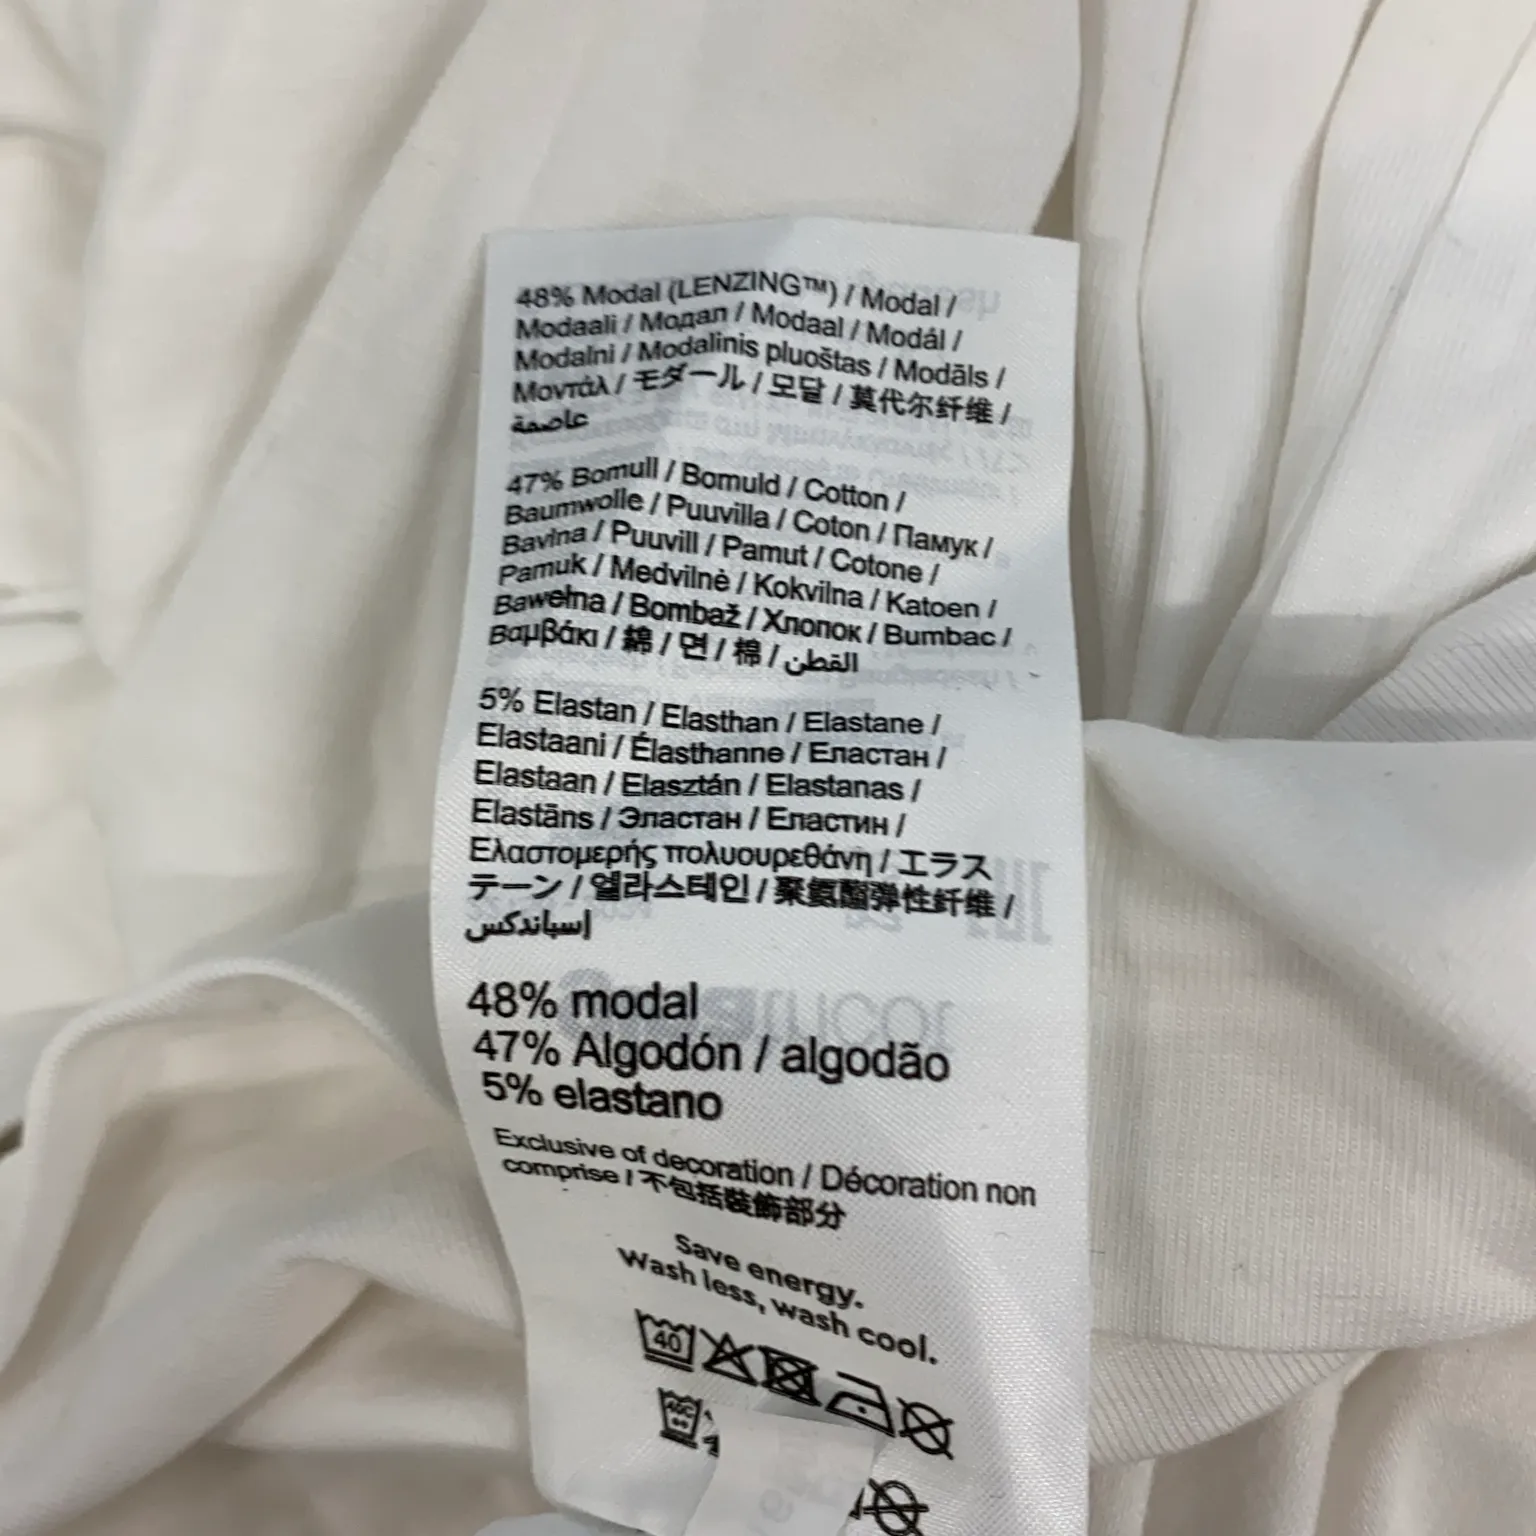 48% Modal (LENZING™) / Modal /
Modaali / Модал / Modaal / Modál /
Modalni / Modalinis pluoštas / Modāls /
Μοντάλ / モダール / 모달 / 莫代尔纤维 /
عاصمة
47% Bomull / Bomuld / Cotton /
Baumwolle / Puuvilla / Coton / Памук /
Bavlna / Puuvill / Pamut / Cotone /
Pamuk / Medvilnė / Kokvilna / Katoen /
Bawełna / Bombaž / Хлопок / Bumbac /
Βαμβάκι / 綿 / 면 / 棉 / القطن
5% Elastan / Elasthan / Elastane /
Elastaani / Élasthanne / Еластан /
Elastaan / Elasztán / Elastanas /
Elastāns / Эластан / Еластин /
Ελαστομερής πολυουρεθάνη / エラス
テーン / 엘라스테인 / 聚氨酯弹性纤维 /
إسباندكس
48% modal
47% Algodón / algodão
5% elastano
Exclusive of decoration / Décoration non
comprise / 不包括裝飾部分
Save energy.
Wash less, wash cool.
40
40C